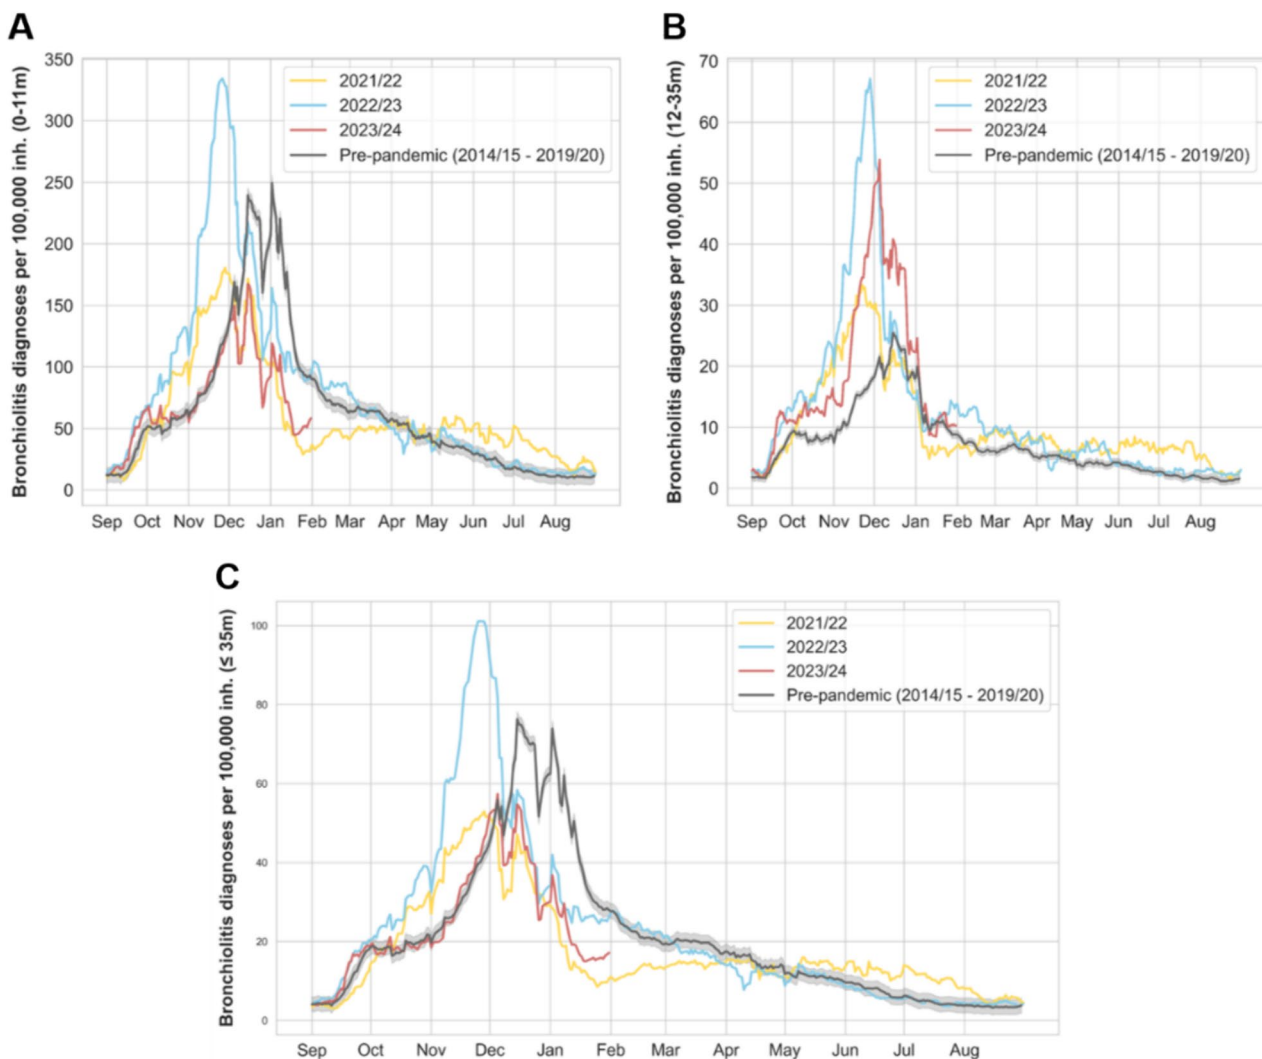 A
Bronchiolitis diagnoses per 100,000 inh. (0-11m)
350
300
250
200
150
100
50
0
2021/22
2022/23
2023/24
Pre-pandemic (2014/15 - 2019/20)
Sep Oct Nov Dec Jan Feb Mar Apr May Jun Jul Aug
B
Bronchiolitis diagnoses per 100,000 inh. (12-35m)
70
60
50
40
30
20
10
0
2021/22
2022/23
2023/24
Pre-pandemic (2014/15 - 2019/20)
Sep Oct Nov Dec Jan Feb Mar Apr May Jun Jul Aug
C
Bronchiolitis diagnoses per 100,000 inh. (≤ 35m)
100
80
60
40
20
0
2021/22
2022/23
2023/24
Pre-pandemic (2014/15 - 2019/20)
Sep Oct Nov Dec Jan Feb Mar Apr May Jun Jul Aug